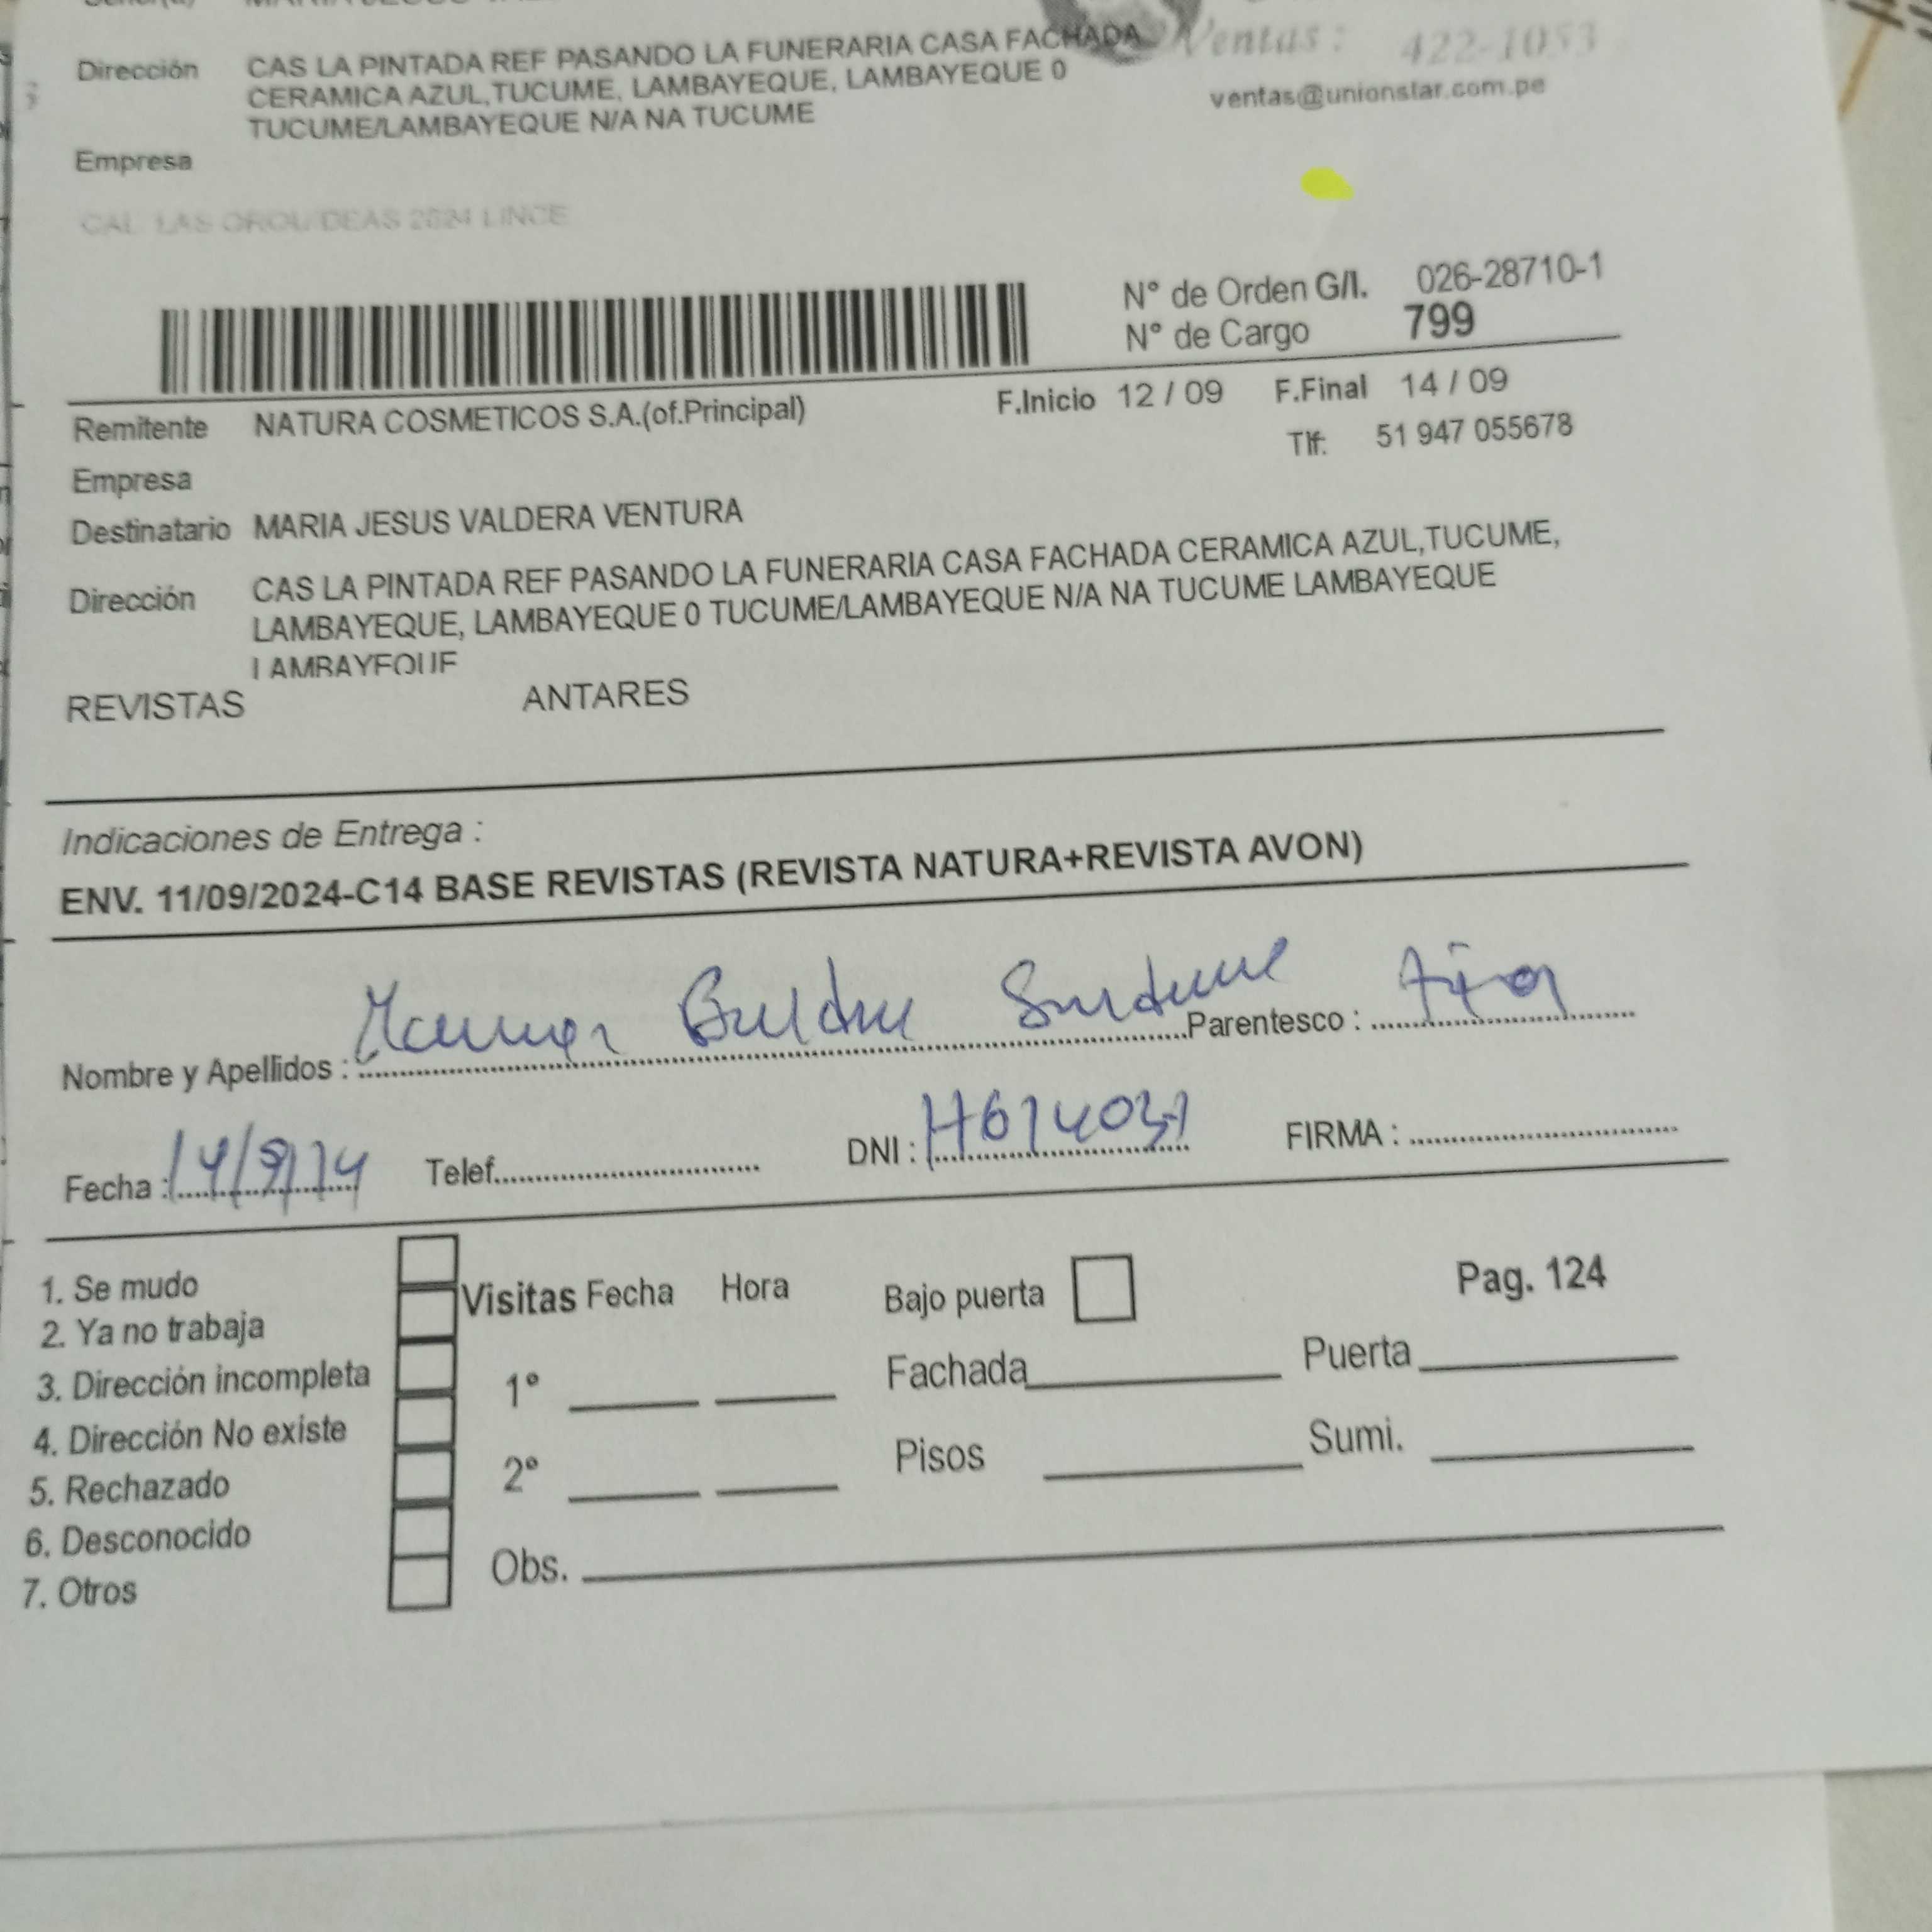 Dirección CAS LA PINTADA REF PASANDO LA FUNERARIA CASA FACHADA
CERAMICA AZUL,TUCUME, LAMBAYEQUE, LAMBAYEQUE 0
TUCUME/LAMBAYEQUE N/A NA TUCUME
Ventas: 422-1053
ventas@unionstar.com.pe
Empresa
CAL LAS ORQUIDEAS 2624 LINCE
N° de Orden G/I. 026-28710-1
N° de Cargo 799
Remitente NATURA COSMETICOS S.A.(of.Principal) F.Inicio 12 / 09 F.Final 14 / 09
Tlf: 51 947 055678
Empresa
Destinatario MARIA JESUS VALDERA VENTURA
Dirección CAS LA PINTADA REF PASANDO LA FUNERARIA CASA FACHADA CERAMICA AZUL,TUCUME,
LAMBAYEQUE, LAMBAYEQUE 0 TUCUME/LAMBAYEQUE N/A NA TUCUME LAMBAYEQUE
LAMBAYEQUE
REVISTAS ANTARES
Indicaciones de Entrega :
ENV. 11/09/2024-C14 BASE REVISTAS (REVISTA NATURA+REVISTA AVON)
Nombre y Apellidos : Parentesco :
Fecha : 14/9/14 Telef. DNI : FIRMA :
1. Se mudo
2. Ya no trabaja
3. Dirección incompleta
4. Dirección No existe
5. Rechazado
6. Desconocido
7. Otros
Visitas Fecha Hora
1°
2°
Obs.
Bajo puerta
Pag. 124
Fachada Puerta
Pisos Sumi.